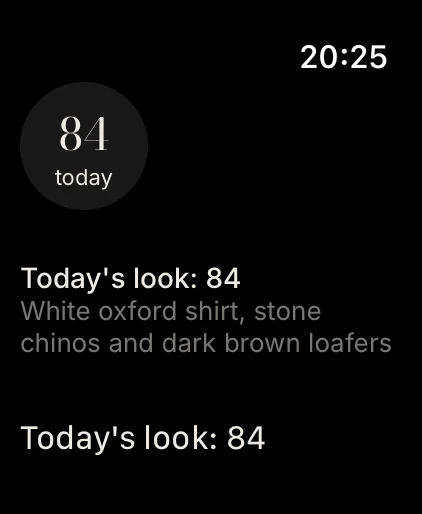 20:25
84
today
Today's look: 84
White oxford shirt, stone
chinos and dark brown loafers
Today's look: 84